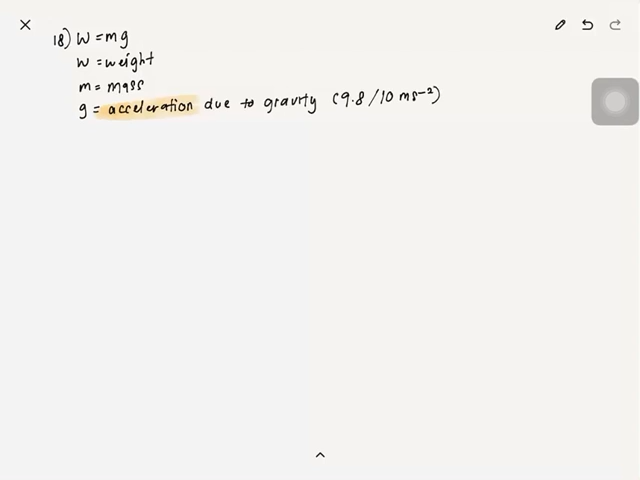 18) W = mg
W = weight
m = mass
g = acceleration due to gravity (9.8/10 ms⁻²)